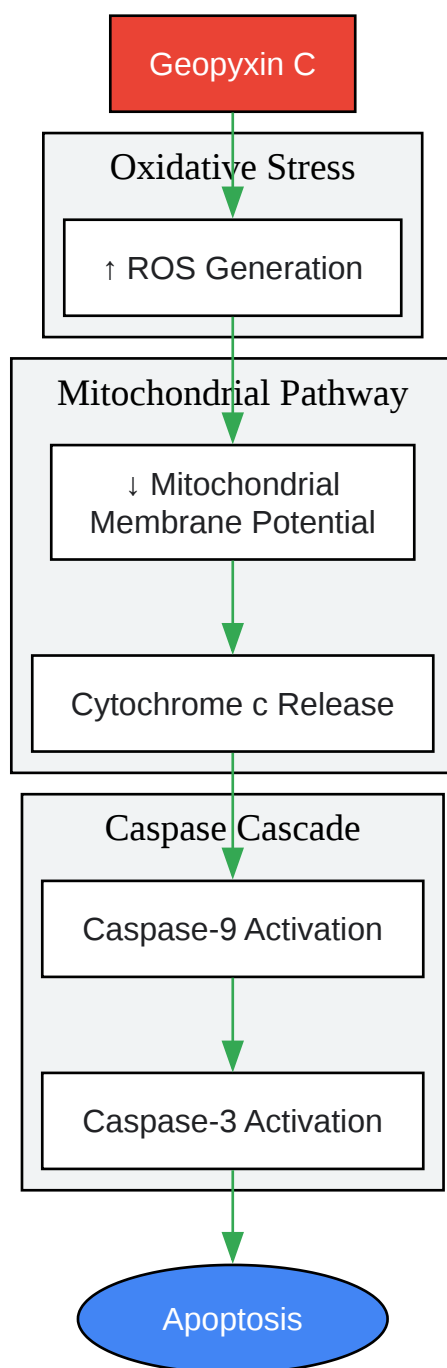 Geopyxin C
Oxidative Stress
↑ ROS Generation
Mitochondrial Pathway
↓ Mitochondrial
Membrane Potential
Cytochrome c Release
Caspase Cascade
Caspase-9 Activation
Caspase-3 Activation
Apoptosis